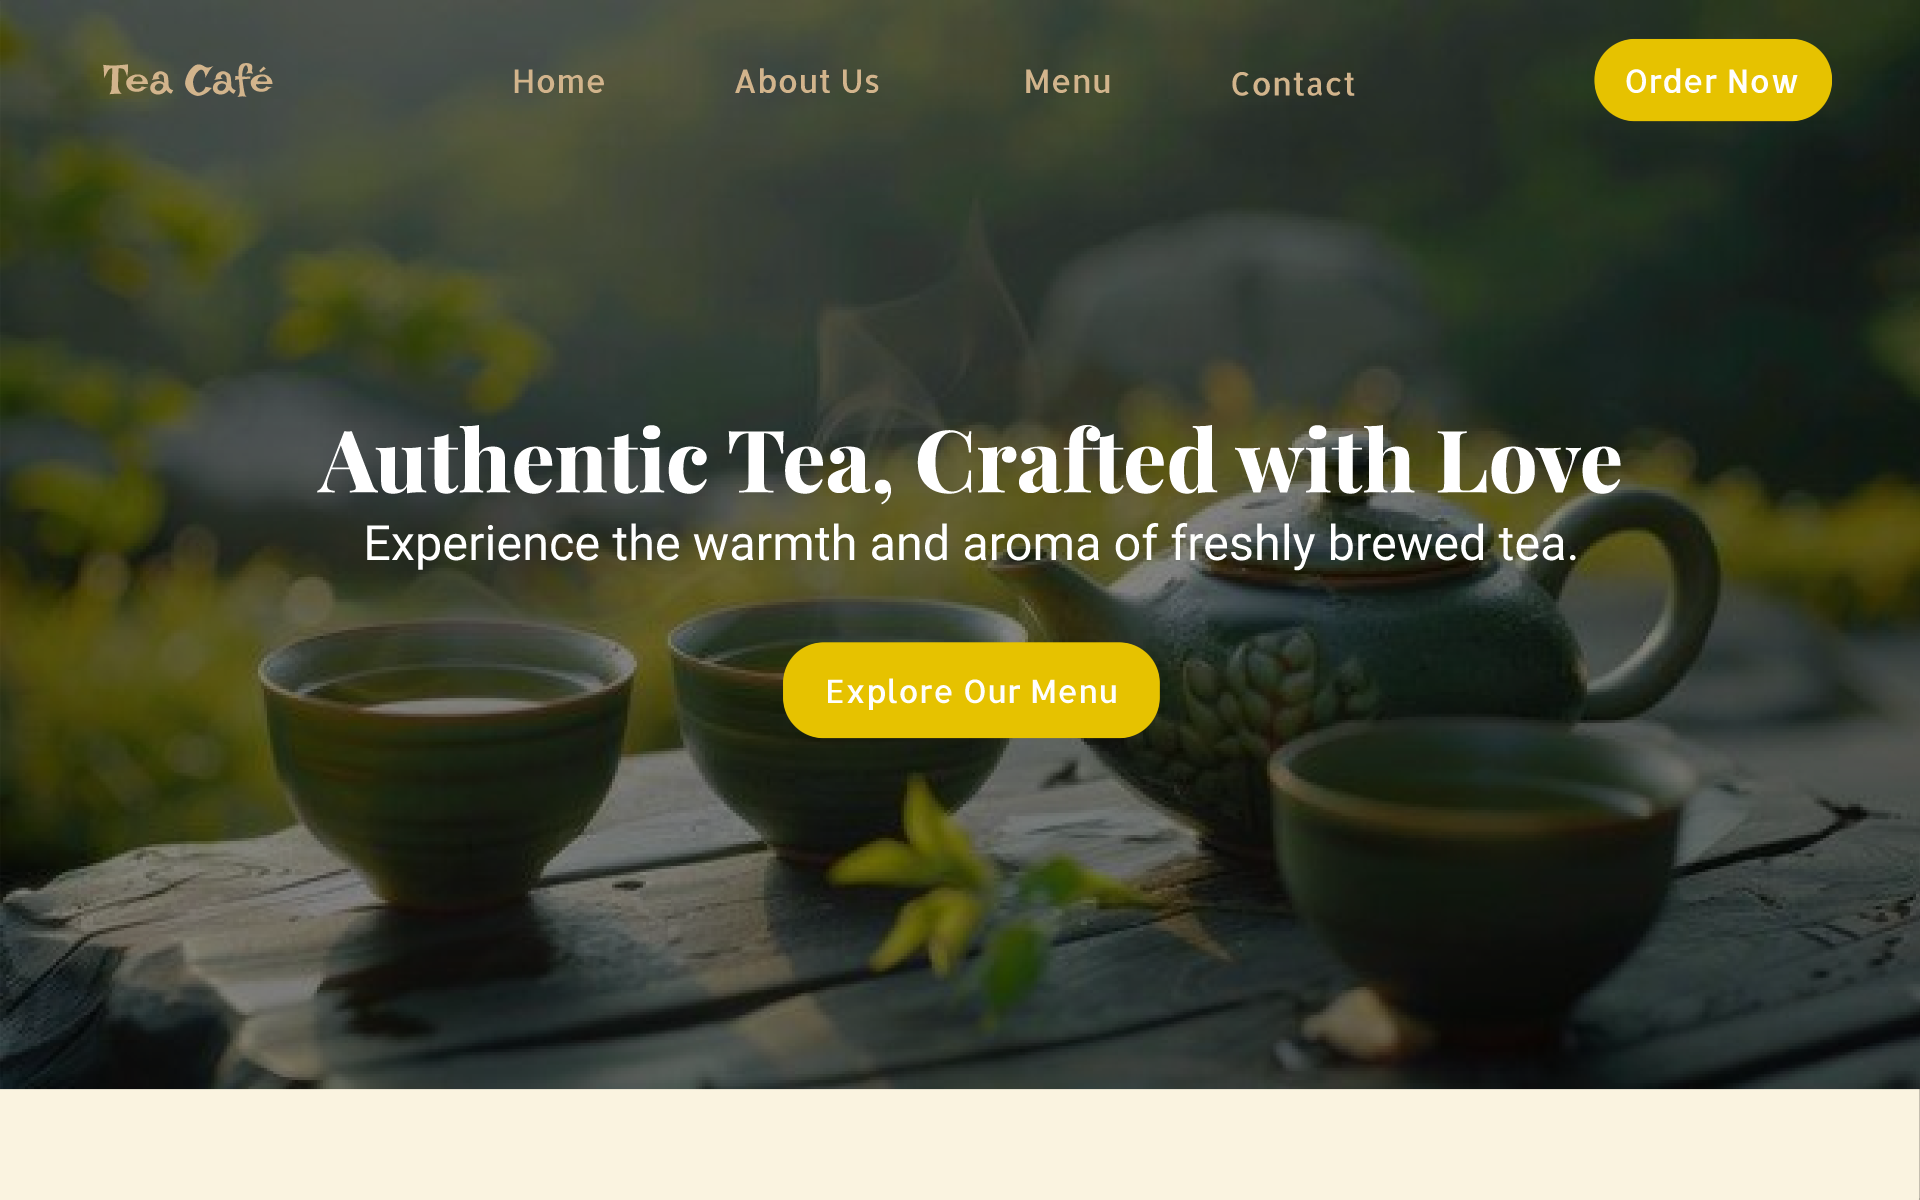 Tea Café
Home
About Us
Menu
Contact
Order Now
Authentic Tea, Crafted with Love
Experience the warmth and aroma of freshly brewed tea.
Explore Our Menu